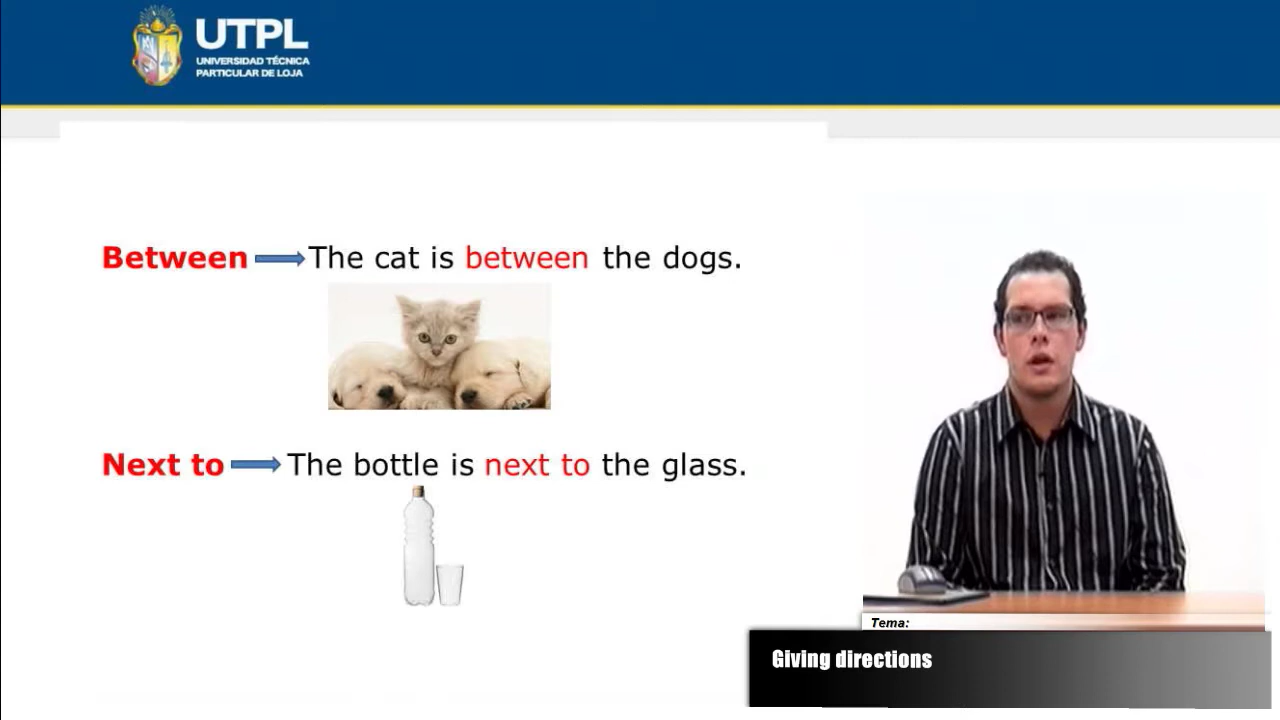 UTPL
UNIVERSIDAD TÉCNICA
PARTICULAR DE LOJA
Between The cat is between the dogs.
Next to The bottle is next to the glass.
Tema:
Giving directions